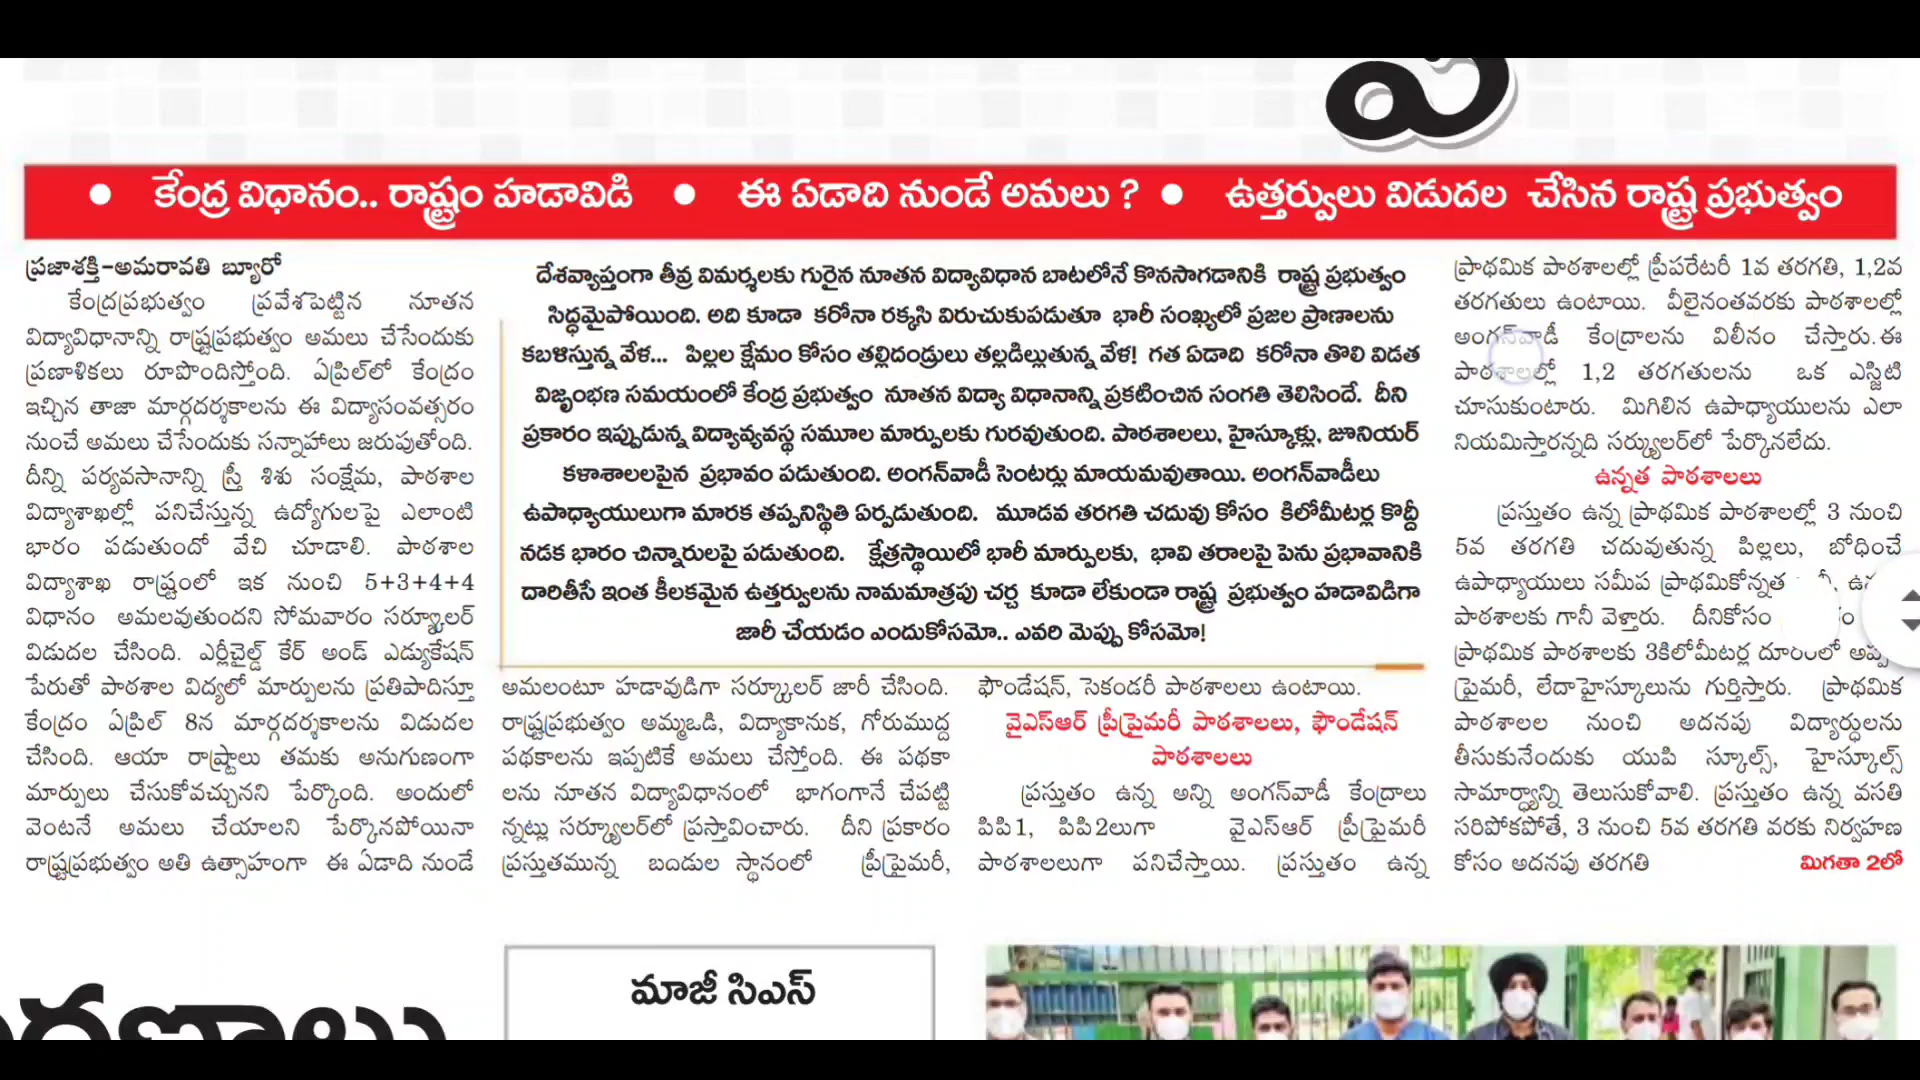 • కేంద్ర విధానం.. రాష్ట్రం హడావిడి • ఈ ఏడాది నుండే అమలు ? • ఉత్తర్వులు విడుదల చేసిన రాష్ట్ర ప్రభుత్వం
ప్రజాశక్తి-అమరావతి బ్యూరో
కేంద్రప్రభుత్వం ప్రవేశపెట్టిన నూతన
విద్యావిధానాన్ని రాష్ట్రప్రభుత్వం అమలు చేసేందుకు
ప్రణాళికలు రూపొందిస్తోంది. ఏప్రిల్‌లో కేంద్రం
ఇచ్చిన తాజా మార్గదర్శకాలను ఈ విద్యాసంవత్సరం
నుంచే అమలు చేసేందుకు సన్నాహాలు జరుపుతోంది.
దీన్ని పర్యవసానాన్ని స్త్రీ శిశు సంక్షేమ, పాఠశాల
విద్యాశాఖల్లో పనిచేస్తున్న ఉద్యోగులపై ఎలాంటి
భారం పడుతుందో వేచి చూడాలి. పాఠశాల
విద్యాశాఖ రాష్ట్రంలో ఇక నుంచి 5+3+4+4
విధానం అమలవుతుందని సోమవారం సర్క్యూలర్
విడుదల చేసింది. ఎర్లీచైల్డ్ కేర్ అండ్ ఎడ్యుకేషన్
పేరుతో పాఠశాల విద్యలో మార్పులను ప్రతిపాదిస్తూ
కేంద్రం ఏప్రిల్ 8న మార్గదర్శకాలను విడుదల
చేసింది. ఆయా రాష్ట్రాలు తమకు అనుగుణంగా
మార్పులు చేసుకోవచ్చునని పేర్కొంది. అందులో
వెంటనే అమలు చేయాలని పేర్కొనపోయినా
రాష్ట్రప్రభుత్వం అతి ఉత్సాహంగా ఈ ఏడాది నుండే
దేశవ్యాప్తంగా తీవ్ర విమర్శలకు గురైన నూతన విద్యావిధాన బాటలోనే కొనసాగడానికి రాష్ట్ర ప్రభుత్వం
సిద్ధమైపోయింది. అది కూడా కరోనా రక్కసి విరుచుకుపడుతూ భారీ సంఖ్యలో ప్రజల ప్రాణాలను
కబళిస్తున్న వేళ... పిల్లల క్షేమం కోసం తల్లిదండ్రులు తల్లడిల్లుతున్న వేళ! గత ఏడాది కరోనా తొలి విడత
విజృంభణ సమయంలో కేంద్ర ప్రభుత్వం నూతన విద్యా విధానాన్ని ప్రకటించిన సంగతి తెలిసిందే. దీని
ప్రకారం ఇప్పుడున్న విద్యావ్యవస్థ సమూల మార్పులకు గురవుతుంది. పాఠశాలలు, హైస్కూళ్లు, జూనియర్
కళాశాలలపైన ప్రభావం పడుతుంది. అంగన్‌వాడీ సెంటర్లు మాయమవుతాయి. అంగన్‌వాడీలు
ఉపాధ్యాయులుగా మారక తప్పనిస్థితి ఏర్పడుతుంది. మూడవ తరగతి చదువు కోసం కిలోమీటర్ల కొద్దీ
నడక భారం చిన్నారులపై పడుతుంది. క్షేత్రస్థాయిలో భారీ మార్పులకు, భావి తరాలపై పెను ప్రభావానికి
దారితీసే ఇంత కీలకమైన ఉత్తర్వులను నామమాత్రపు చర్చ కూడా లేకుండా రాష్ట్ర ప్రభుత్వం హడావిడిగా
జారీ చేయడం ఎందుకోసమో.. ఎవరి మెప్పు కోసమో!
అమలంటూ హడావుడిగా సర్క్యూలర్ జారీ చేసింది.
రాష్ట్రప్రభుత్వం అమ్మఒడి, విద్యాకానుక, గోరుముద్ద
పథకాలను ఇప్పటికే అమలు చేస్తోంది. ఈ పథకా
లను నూతన విద్యావిధానంలో భాగంగానే చేపట్టి
న్నట్లు సర్క్యూలర్‌లో ప్రస్తావించారు. దీని ప్రకారం
ప్రస్తుతమున్న బండుల స్థానంలో ప్రీప్రైమరీ,
ఫౌండేషన్, సెకండరీ పాఠశాలలు ఉంటాయి.
వైఎస్ఆర్ ప్రీప్రైమరీ పాఠశాలలు, ఫౌండేషన్
పాఠశాలలు
ప్రస్తుతం ఉన్న అన్ని అంగన్‌వాడీ కేంద్రాలు
పిపి1, పిపి2లుగా వైఎస్ఆర్ ప్రీప్రైమరీ
పాఠశాలలుగా పనిచేస్తాయి. ప్రస్తుతం ఉన్న
ప్రాథమిక పాఠశాలల్లో ప్రీపరేటరీ 1వ తరగతి, 1,2వ
తరగతులు ఉంటాయి. వీలైనంతవరకు పాఠశాలల్లో
అంగన్‌వాడీ కేంద్రాలను విలీనం చేస్తారు.ఈ
పాఠశాలల్లో 1,2 తరగతులను ఒక ఎస్జిటి
చూసుకుంటారు. మిగిలిన ఉపాధ్యాయులను ఎలా
నియమిస్తారన్నది సర్క్యులర్‌లో పేర్కొనలేదు.
ఉన్నత పాఠశాలలు
ప్రస్తుతం ఉన్న ప్రాథమిక పాఠశాలల్లో 3 నుంచి
5వ తరగతి చదువుతున్న పిల్లలు, బోధించే
ఉపాధ్యాయులు సమీప ప్రాథమికోన్నత
పాఠశాలకు గానీ వెళ్తారు. దీనికోసం
ప్రాథమిక పాఠశాలకు 3కిలోమీటర్ల దూరంలో
ప్రైమరీ, లేదాహైస్కూలును గుర్తిస్తారు. ప్రాథమిక
పాఠశాలల నుంచి అదనపు విద్యార్థులను
తీసుకునేందుకు యుపి స్కూల్స్, హైస్కూల్స్
సామార్థ్యాన్ని తెలుసుకోవాలి. ప్రస్తుతం ఉన్న వసతి
సరిపోకపోతే, 3 నుంచి 5వ తరగతి వరకు నిర్వహణ
కోసం అదనపు తరగతి మిగతా 2లో
మాజీ సిఎస్